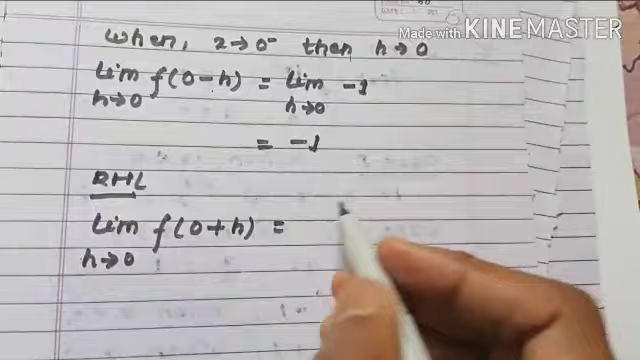 Made with KINEMASTER
when, x→0⁻ then h→0
lim f(0-h) = lim -1
h→0 h→0
= -1
RHL
lim f(0+h) =
h→0